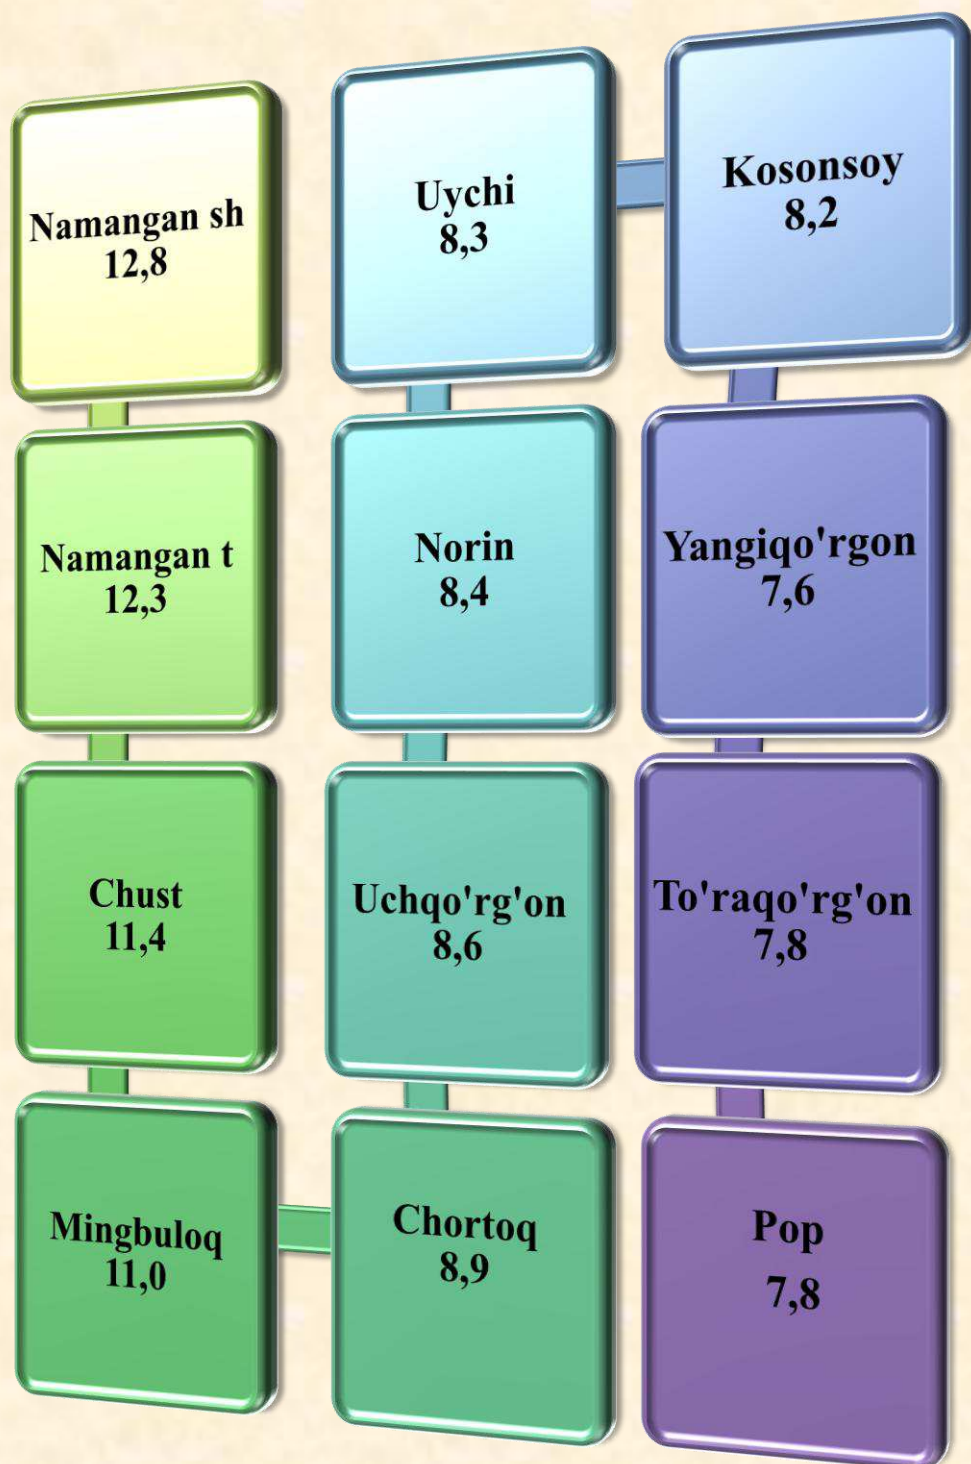 Namangan sh
12,8
Namangan t
12,3
Chust
11,4
Mingbuloq
11,0
Chortoq
8,9
Uchqo'rg'on
8,6
Norin
8,4
Uychi
8,3
Kosonsoy
8,2
Yangiqo'rgon
7,6
To'raqo'rg'on
7,8
Pop
7,8